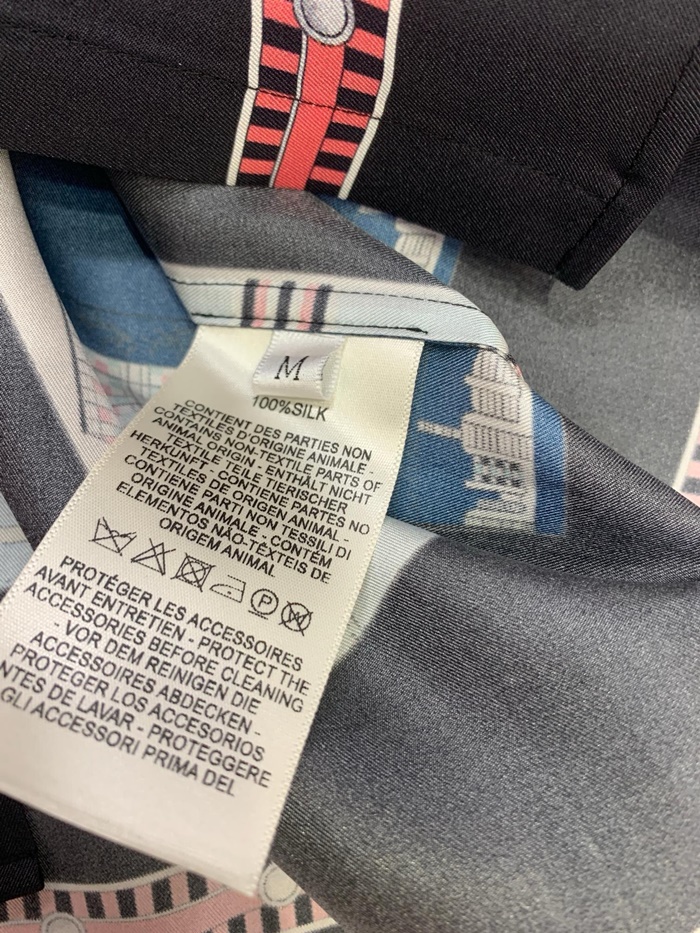 M
100%SILK
CONTIENT DES PARTIES NON
TEXTILES D'ORIGINE ANIMALE -
CONTAINS NON-TEXTILE PARTS OF
ANIMAL ORIGIN - ENTHÄLT NICHT
TEXTILE TEILE TIERISCHER
HERKUNFT - CONTIENE PARTES NO
TEXTILES DE ORIGEN ANIMAL -
CONTIENE PARTI NON TESSILI DI
ORIGINE ANIMALE - CONTÉM
ELEMENTOS NÃO-TÊXTEIS DE
ORIGEM ANIMAL
P
PROTÉGER LES ACCESSOIRES
AVANT ENTRETIEN - PROTECT THE
ACCESSORIES BEFORE CLEANING
- VOR DEM REINIGEN DIE
ACCESSOIRES ABDECKEN -
PROTEGER LOS ACCESORIOS
NTES DE LAVAR - PROTEGGERE
GLI ACCESSORI PRIMA DEL